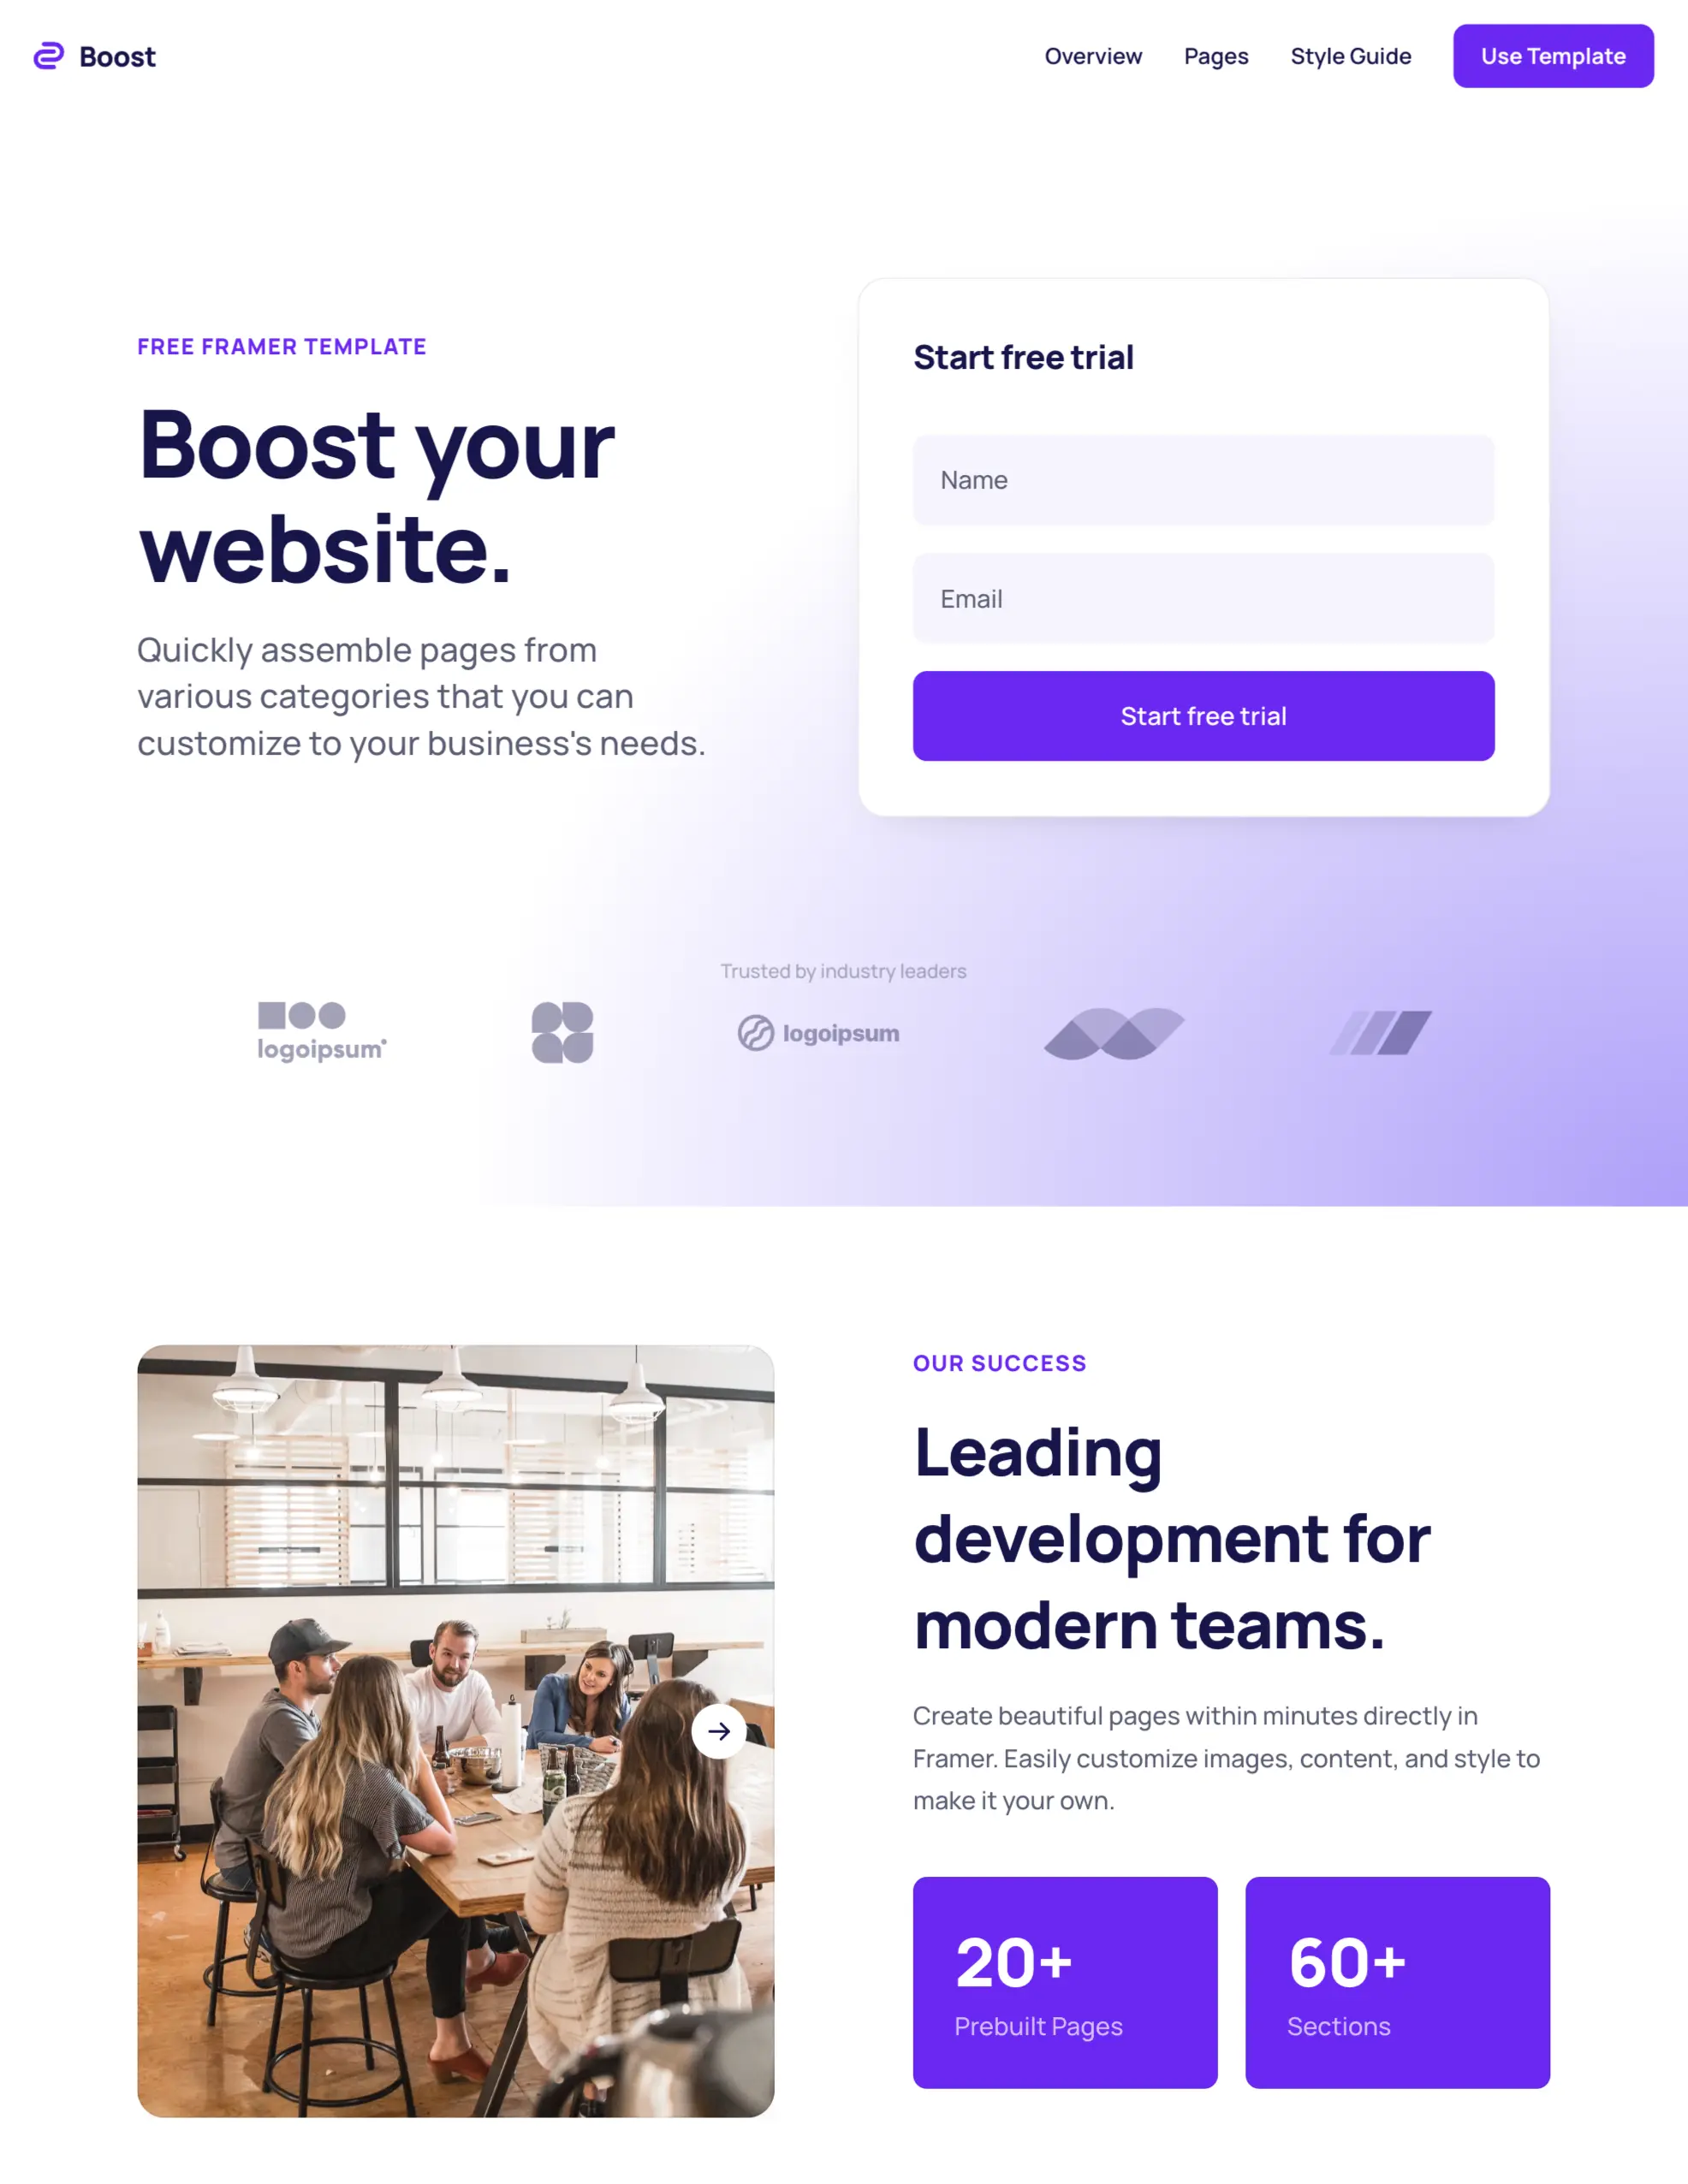 Boost
Overview
Pages
Style Guide
Use Template
FREE FRAMER TEMPLATE
Boost your
website.
Quickly assemble pages from
various categories that you can
customize to your business's needs.
Start free trial
Name
Email
Start free trial
Trusted by industry leaders
logoipsum
logoipsum
OUR SUCCESS
Leading
development for
modern teams.
Create beautiful pages within minutes directly in
Framer. Easily customize images, content, and style to
make it your own.
20+
Prebuilt Pages
60+
Sections